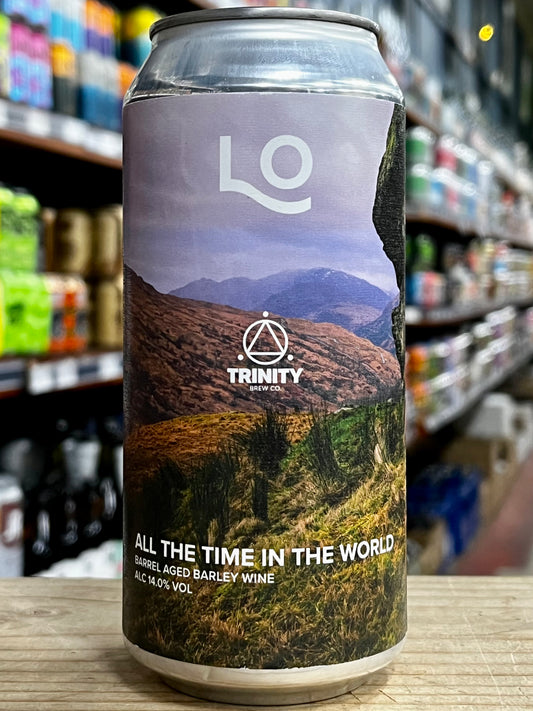 LO
TRINITY
BREW CO.
ALL THE TIME IN THE WORLD
BARREL AGED BARLEY WINE
ALC 14.0% VOL